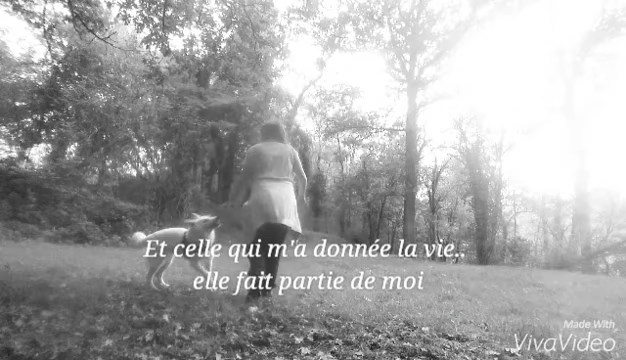 Et celle qui m'a donnée la vie..
elle fait partie de moi
Made With
VivaVideo